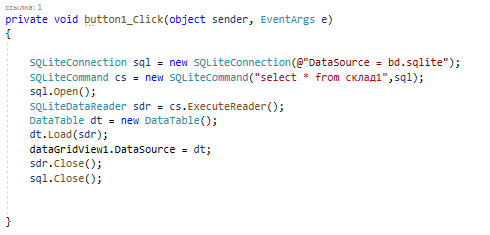 ссылка: 1
private void button1_Click(object sender, EventArgs e)
{
SQLiteConnection sql = new SQLiteConnection(@"DataSource = bd.sqlite");
SQLiteCommand cs = new SQLiteCommand("select * from склад1",sql);
sql.Open();
SQLiteDataReader sdr = cs.ExecuteReader();
DataTable dt = new DataTable();
dt.Load(sdr);
dataGridView1.DataSource = dt;
sdr.Close();
sql.Close();
}